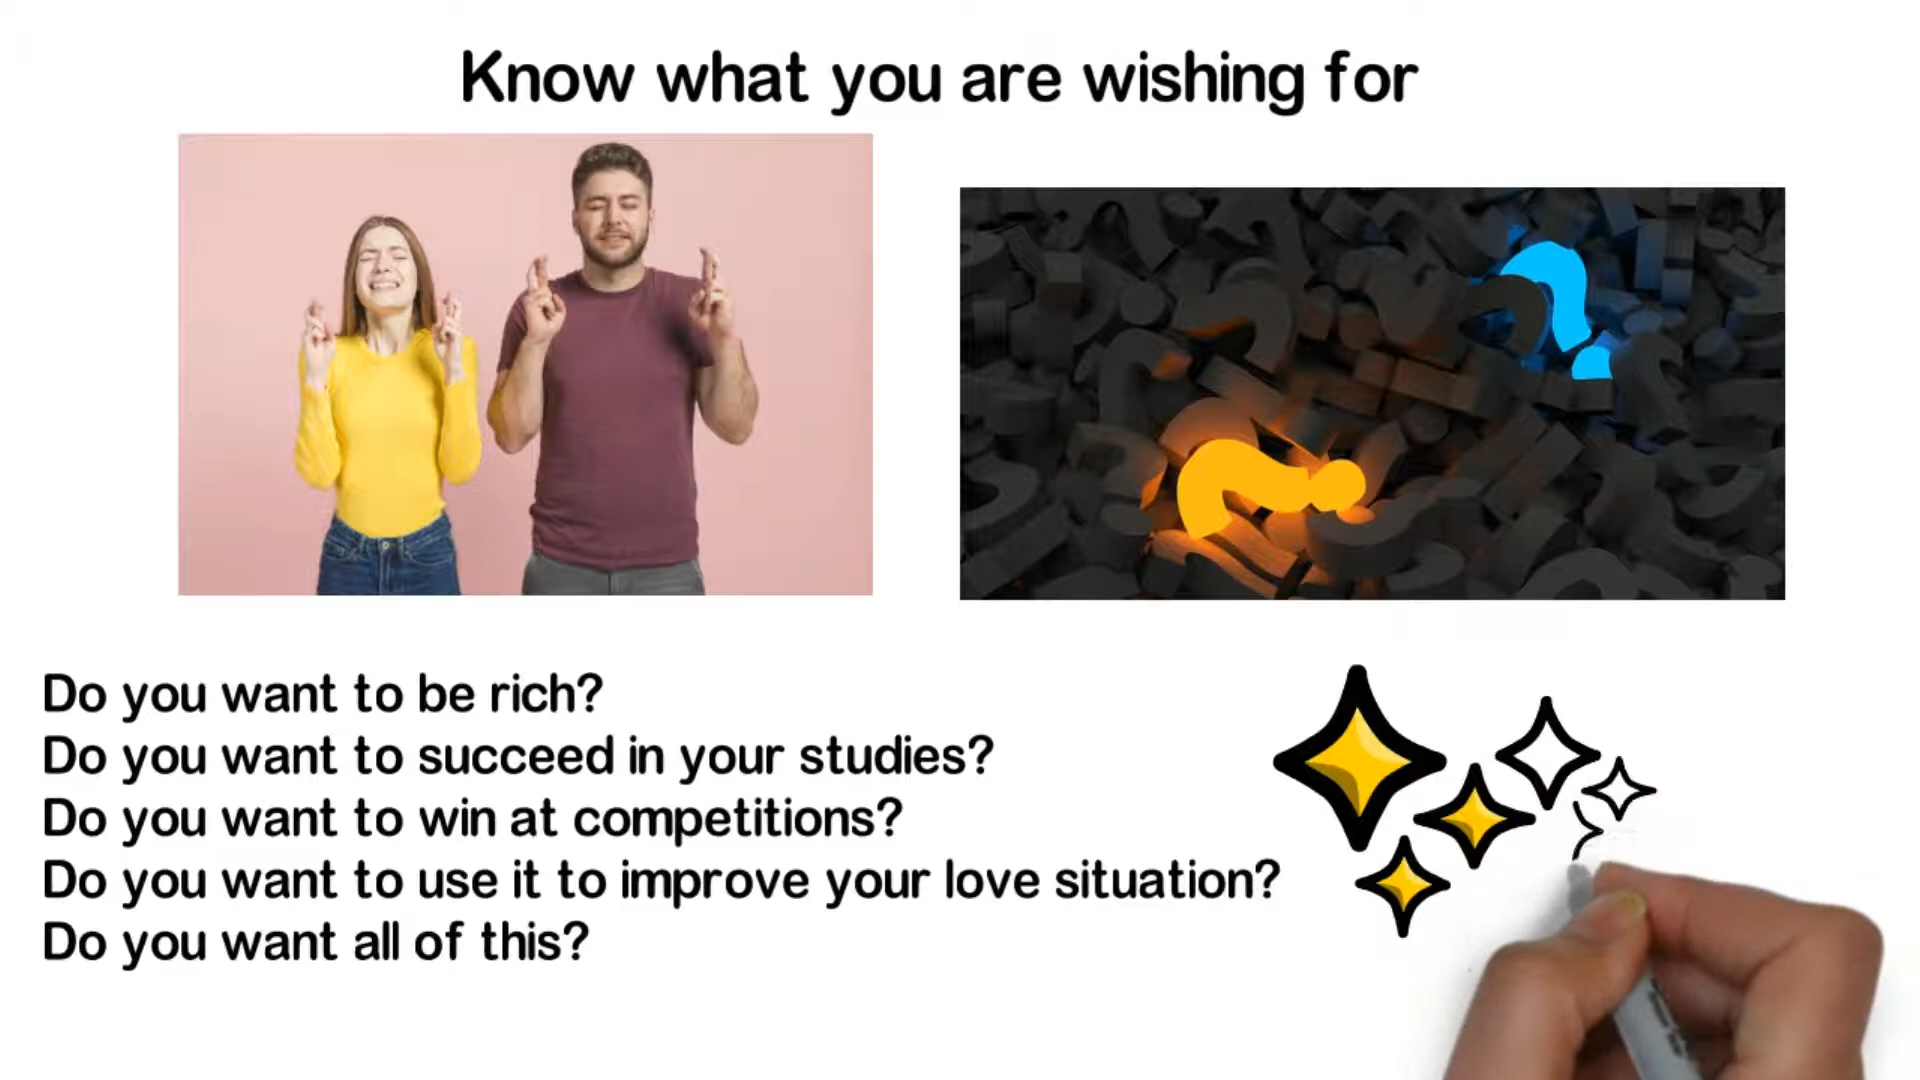 Know what you are wishing for
Do you want to be rich?
Do you want to succeed in your studies?
Do you want to win at competitions?
Do you want to use it to improve your love situation?
Do you want all of this?